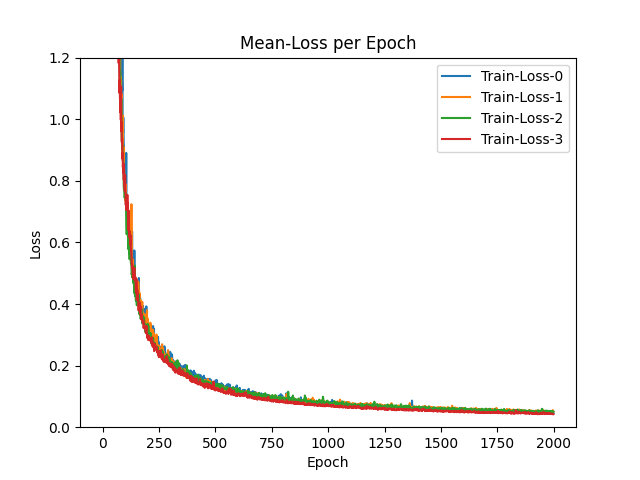 Mean-Loss per Epoch
1.2
1.0
0.8
0.6
0.4
0.2
0.0
Loss
Train-Loss-0
Train-Loss-1
Train-Loss-2
Train-Loss-3
0 250 500 750 1000 1250 1500 1750 2000
Epoch